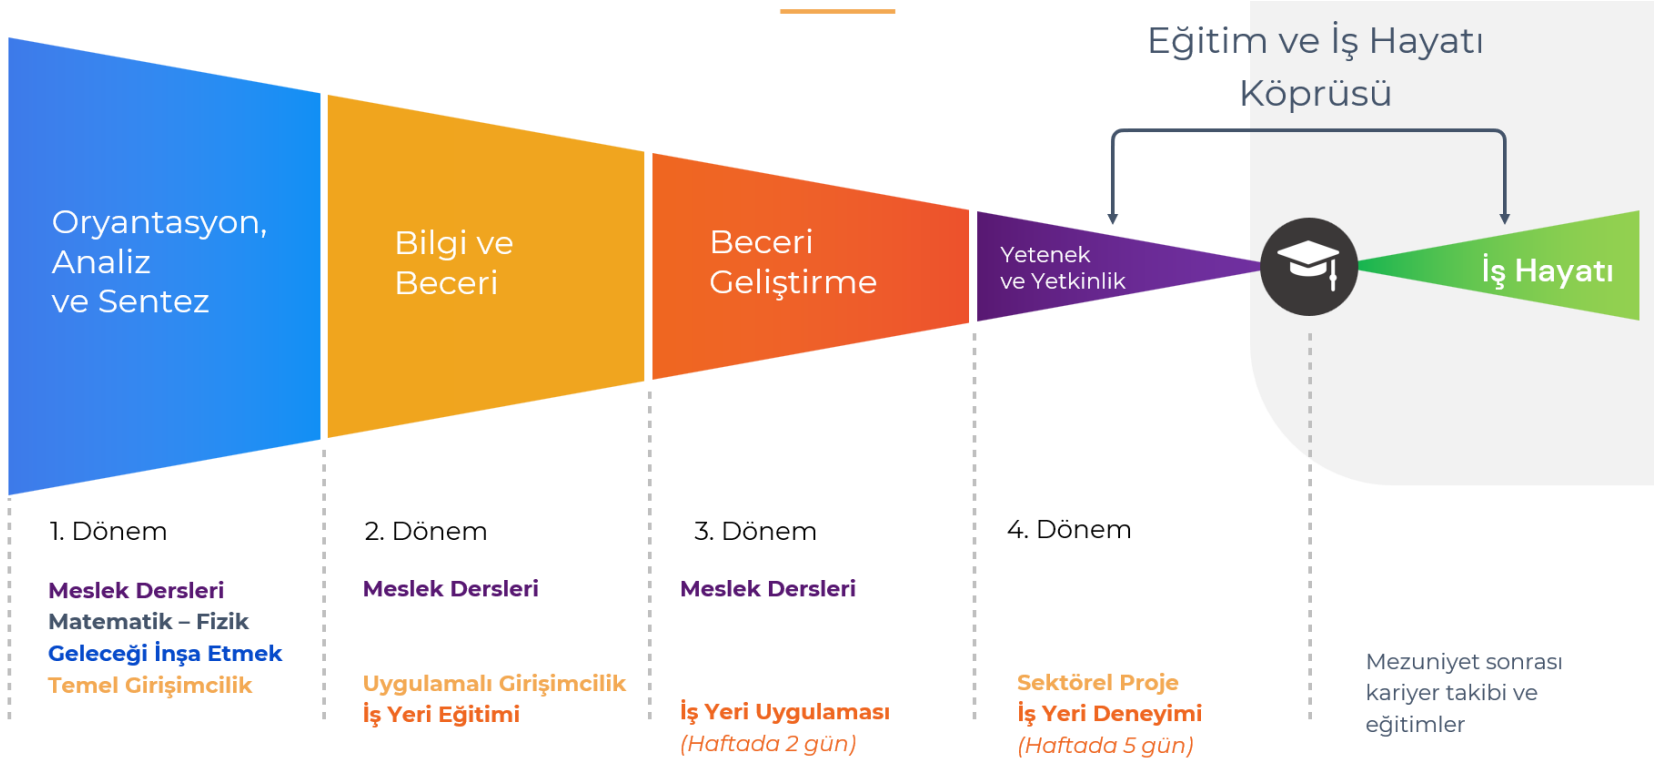 Eğitim ve İş Hayatı
Köprüsü
Oryantasyon,
Analiz
ve Sentez
Bilgi ve
Beceri
Beceri
Geliştirme
Yetenek
ve Yetkinlik
İş Hayatı
1. Dönem
Meslek Dersleri
Matematik – Fizik
Geleceği İnşa Etmek
Temel Girişimcilik
2. Dönem
Meslek Dersleri
Uygulamalı Girişimcilik
İş Yeri Eğitimi
3. Dönem
Meslek Dersleri
İş Yeri Uygulaması
(Haftada 2 gün)
4. Dönem
Sektörel Proje
İş Yeri Deneyimi
(Haftada 5 gün)
Mezuniyet sonrası
kariyer takibi ve
eğitimler